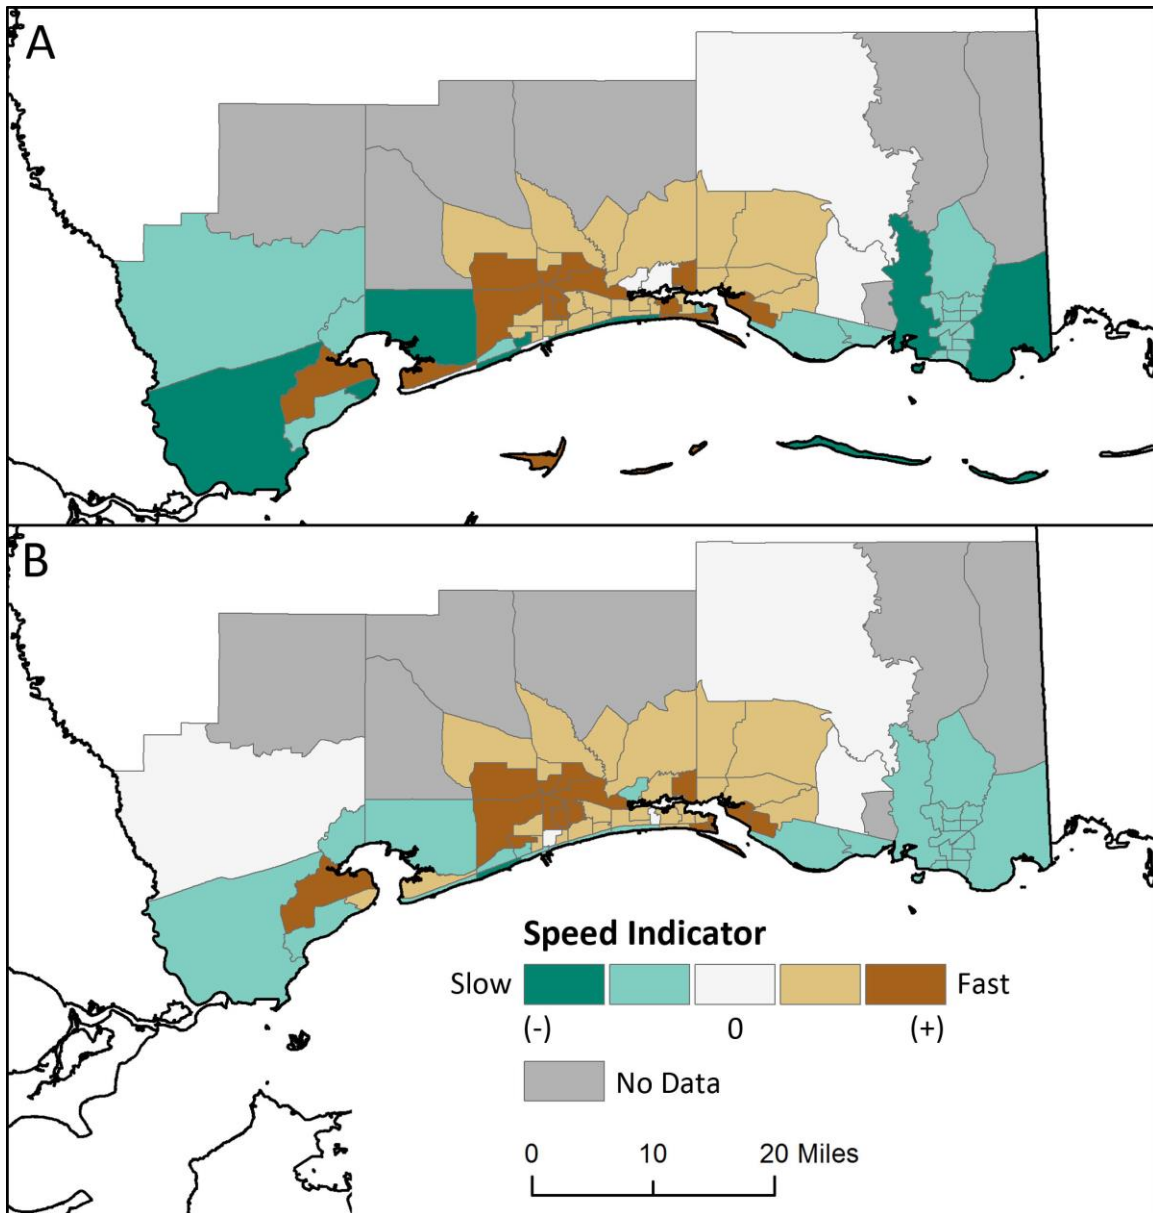 A
B
Speed Indicator
Slow Fast
(-) 0 (+)
No Data
0 10 20 Miles